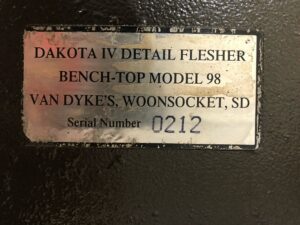 DAKOTA IV DETAIL FLESHER
BENCH-TOP MODEL 98
VAN DYKE'S, WOONSOCKET, SD
Serial Number 0212